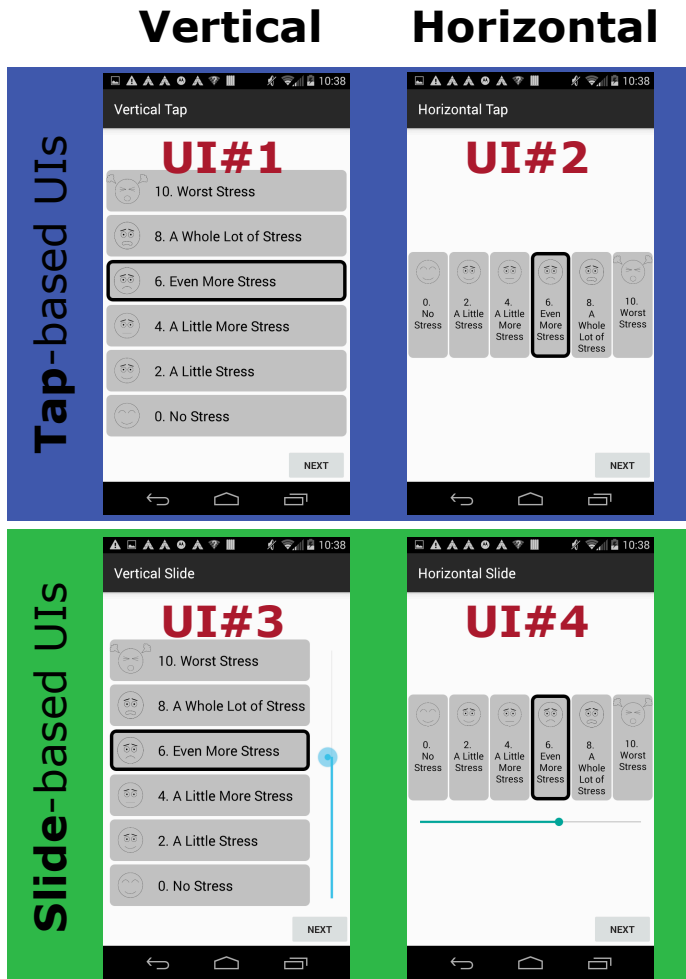 Vertical
Horizontal
Tap-based UIs
10:38
Vertical Tap
UI#1
10. Worst Stress
8. A Whole Lot of Stress
6. Even More Stress
4. A Little More Stress
2. A Little Stress
0. No Stress
NEXT
10:38
Horizontal Tap
UI#2
0.
No
Stress
2.
A Little
Stress
4.
A Little
More
Stress
6.
Even
More
Stress
8.
A
Whole
Lot of
Stress
10.
Worst
Stress
NEXT
Slide-based UIs
10:38
Vertical Slide
UI#3
10. Worst Stress
8. A Whole Lot of Stress
6. Even More Stress
4. A Little More Stress
2. A Little Stress
0. No Stress
NEXT
10:38
Horizontal Slide
UI#4
0.
No
Stress
2.
A Little
Stress
4.
A Little
More
Stress
6.
Even
More
Stress
8.
A
Whole
Lot of
Stress
10.
Worst
Stress
NEXT